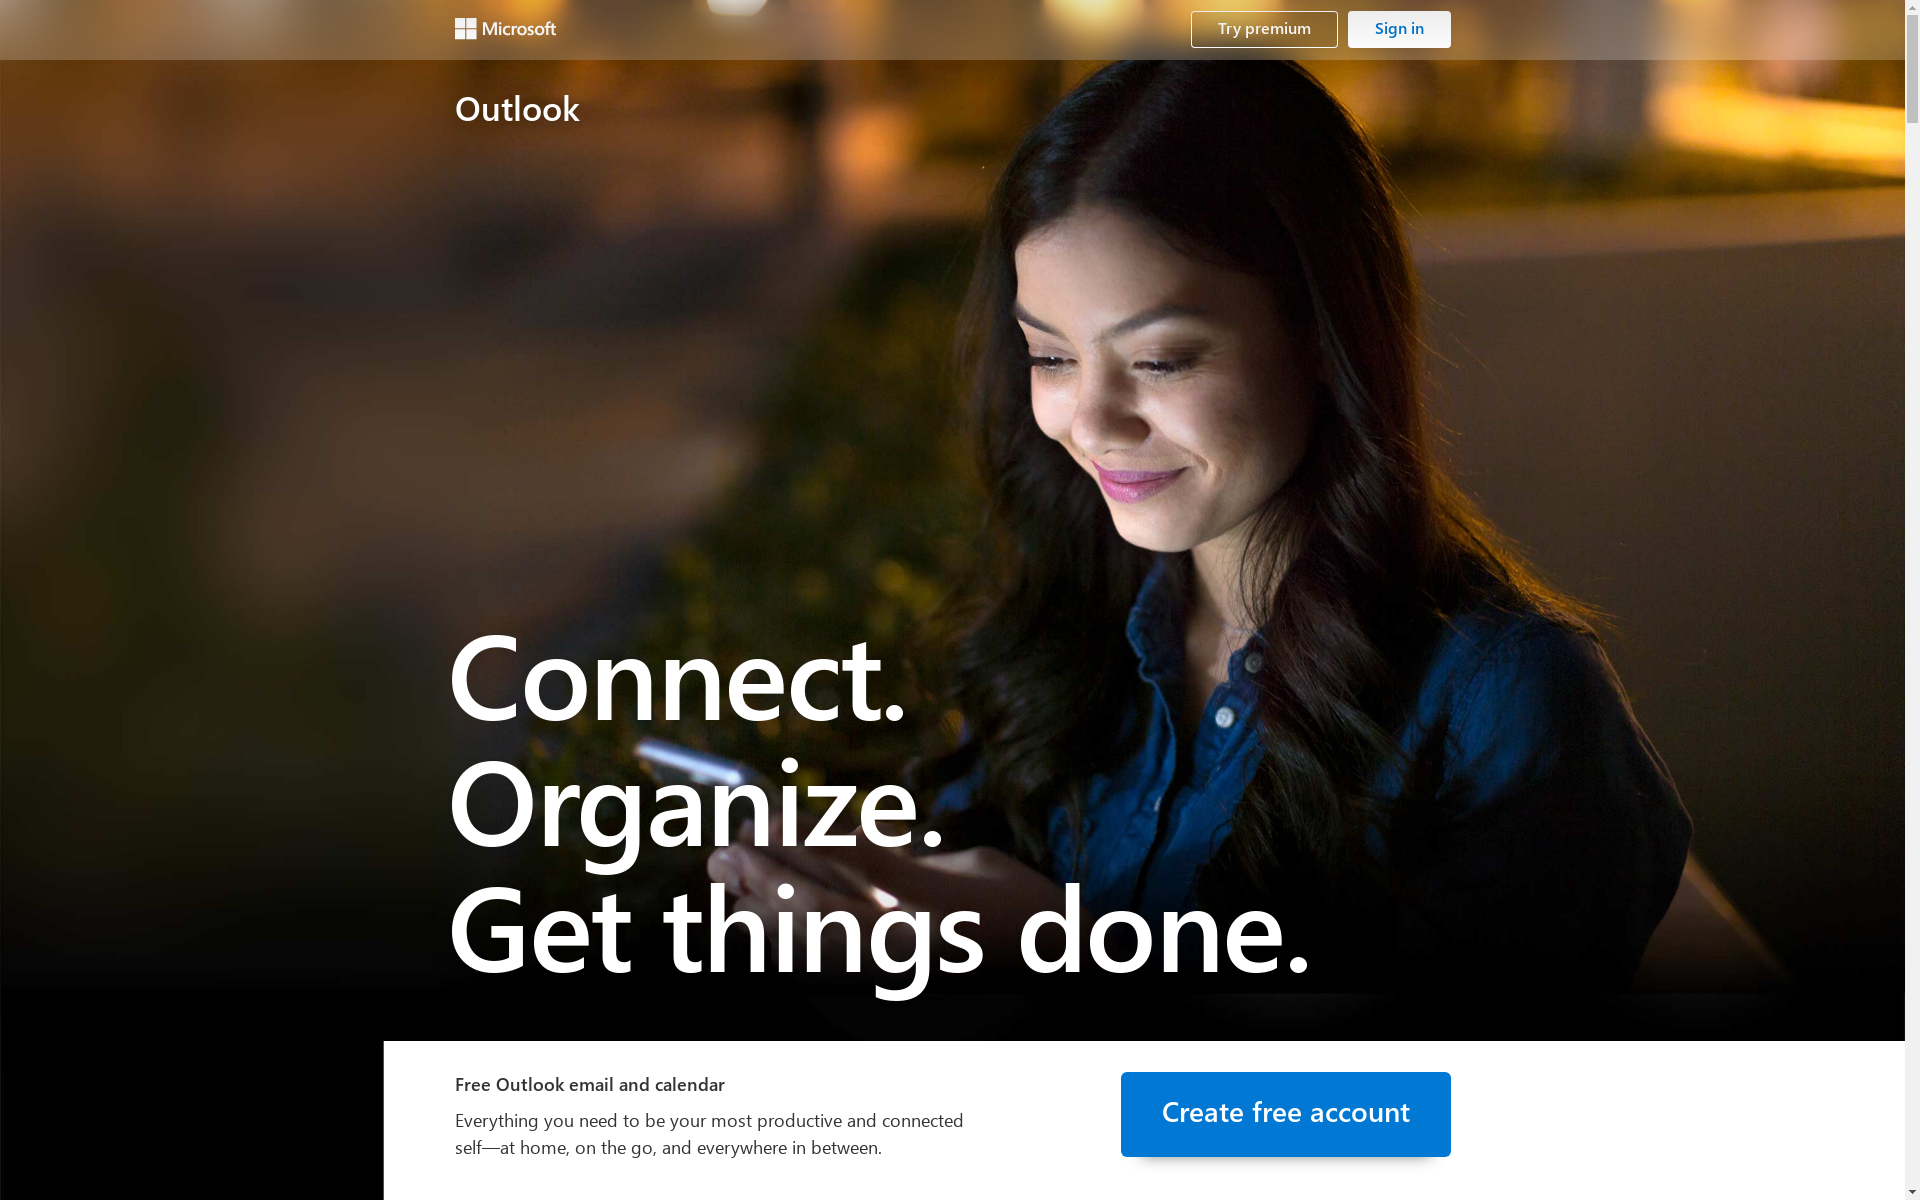 Microsoft
Try premium
Sign in
Outlook
Connect.
Organize.
Get things done.
Free Outlook email and calendar
Everything you need to be your most productive and connected
self—at home, on the go, and everywhere in between.
Create free account